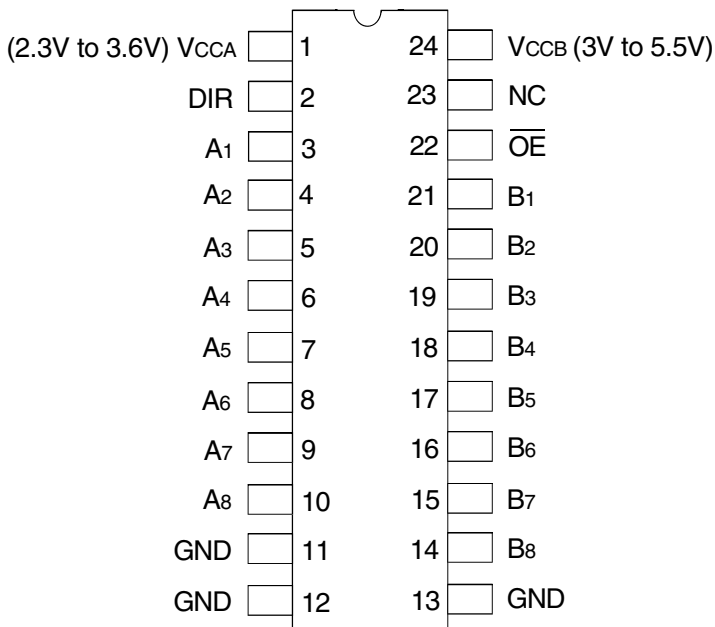 (2.3V to 3.6V) VCCA 1 24 VCCB (3V to 5.5V)
DIR 2 23 NC
A1 3 22 OE
A2 4 21 B1
A3 5 20 B2
A4 6 19 B3
A5 7 18 B4
A6 8 17 B5
A7 9 16 B6
A8 10 15 B7
GND 11 14 B8
GND 12 13 GND